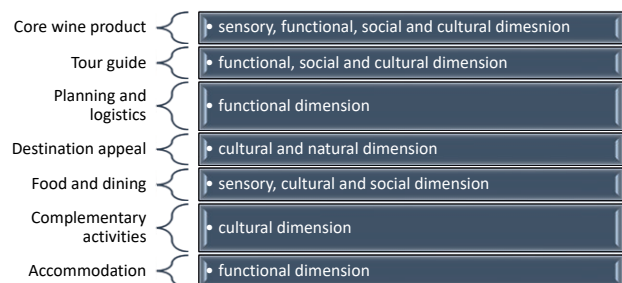 Core wine product
• sensory, functional, social and cultural dimesnion
Tour guide
• functional, social and cultural dimension
Planning and
logistics
• functional dimension
Destination appeal
• cultural and natural dimension
Food and dining
• sensory, cultural and social dimension
Complementary
activities
• cultural dimension
Accommodation
• functional dimension